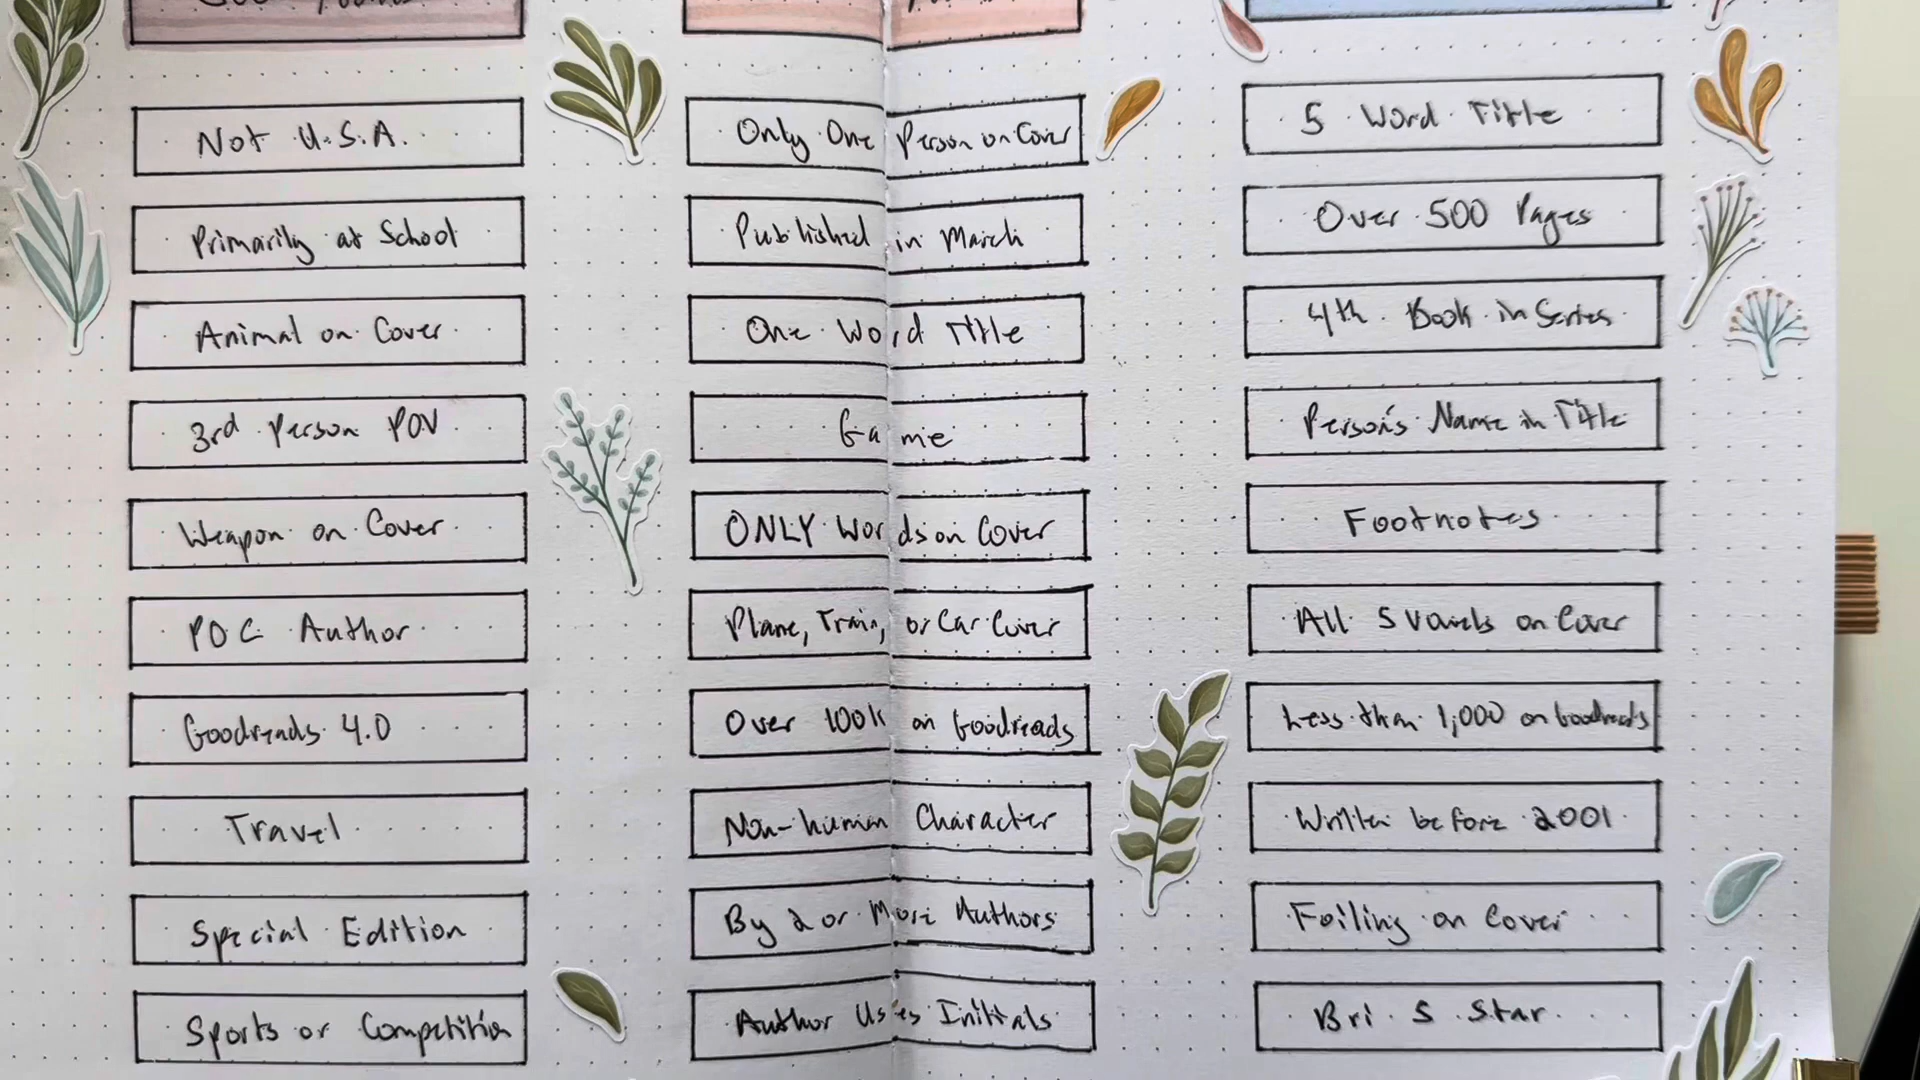 Not U.S.A.
Primarily at School
Animal on Cover
3rd Person POV
Weapon on Cover
POC Author
Goodreads 4.0
Travel
Special Edition
Sports or Competition
Only One Person on Cover
Published in March
One Word Title
Game
ONLY Words on Cover
Plane, Train, or Car Cover
Over 100k on Goodreads
Non-human Character
By 2 or More Authors
Author Uses Initials
5 Word Title
Over 500 Pages
4th Book in Series
Person's Name in Title
Footnotes
All 5 Vowels on Cover
Less than 1,000 on Goodreads
Written before 2001
Foiling on Cover
Bri 5 Star